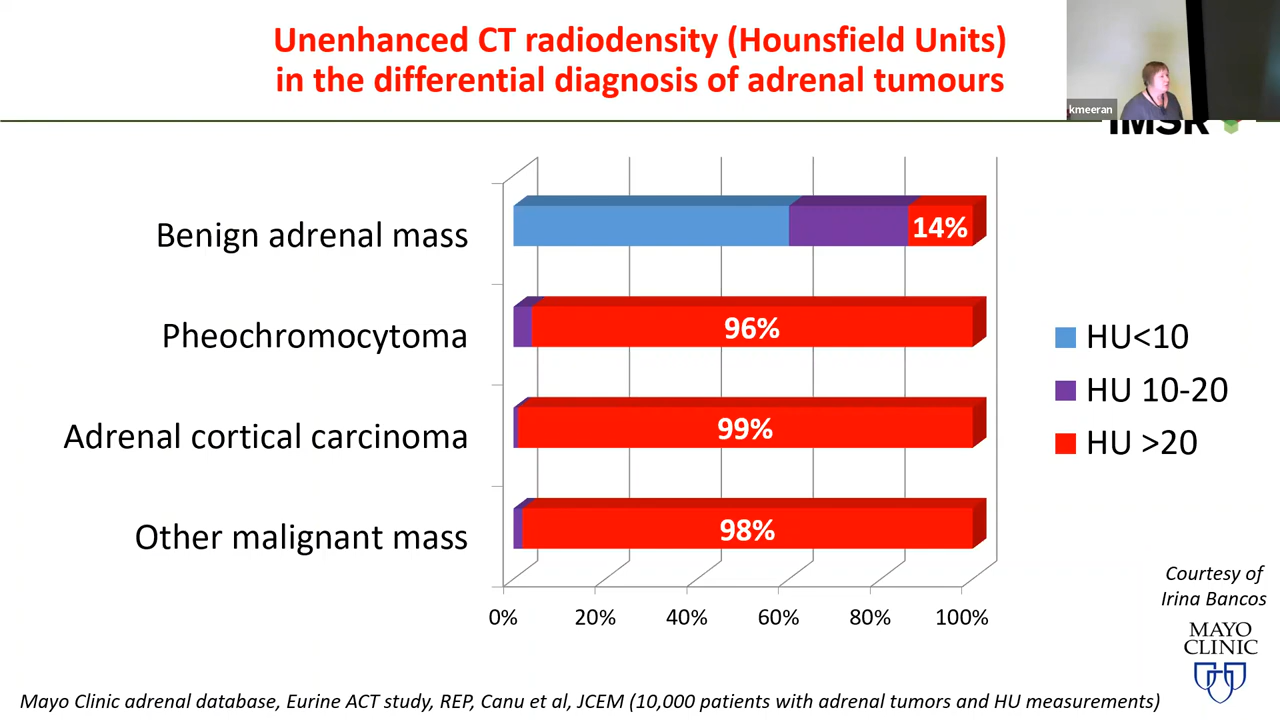 Unenhanced CT radiodensity (Hounsfield Units)
in the differential diagnosis of adrenal tumours
kmeeran
IMSR
Benign adrenal mass
14%
Pheochromocytoma
96%
Adrenal cortical carcinoma
99%
Other malignant mass
98%
0%
20%
40%
60%
80%
100%
HU<10
HU 10-20
HU >20
Courtesy of
Irina Bancos
MAYO
CLINIC
Mayo Clinic adrenal database, Eurine ACT study, REP, Canu et al, JCEM (10,000 patients with adrenal tumors and HU measurements)